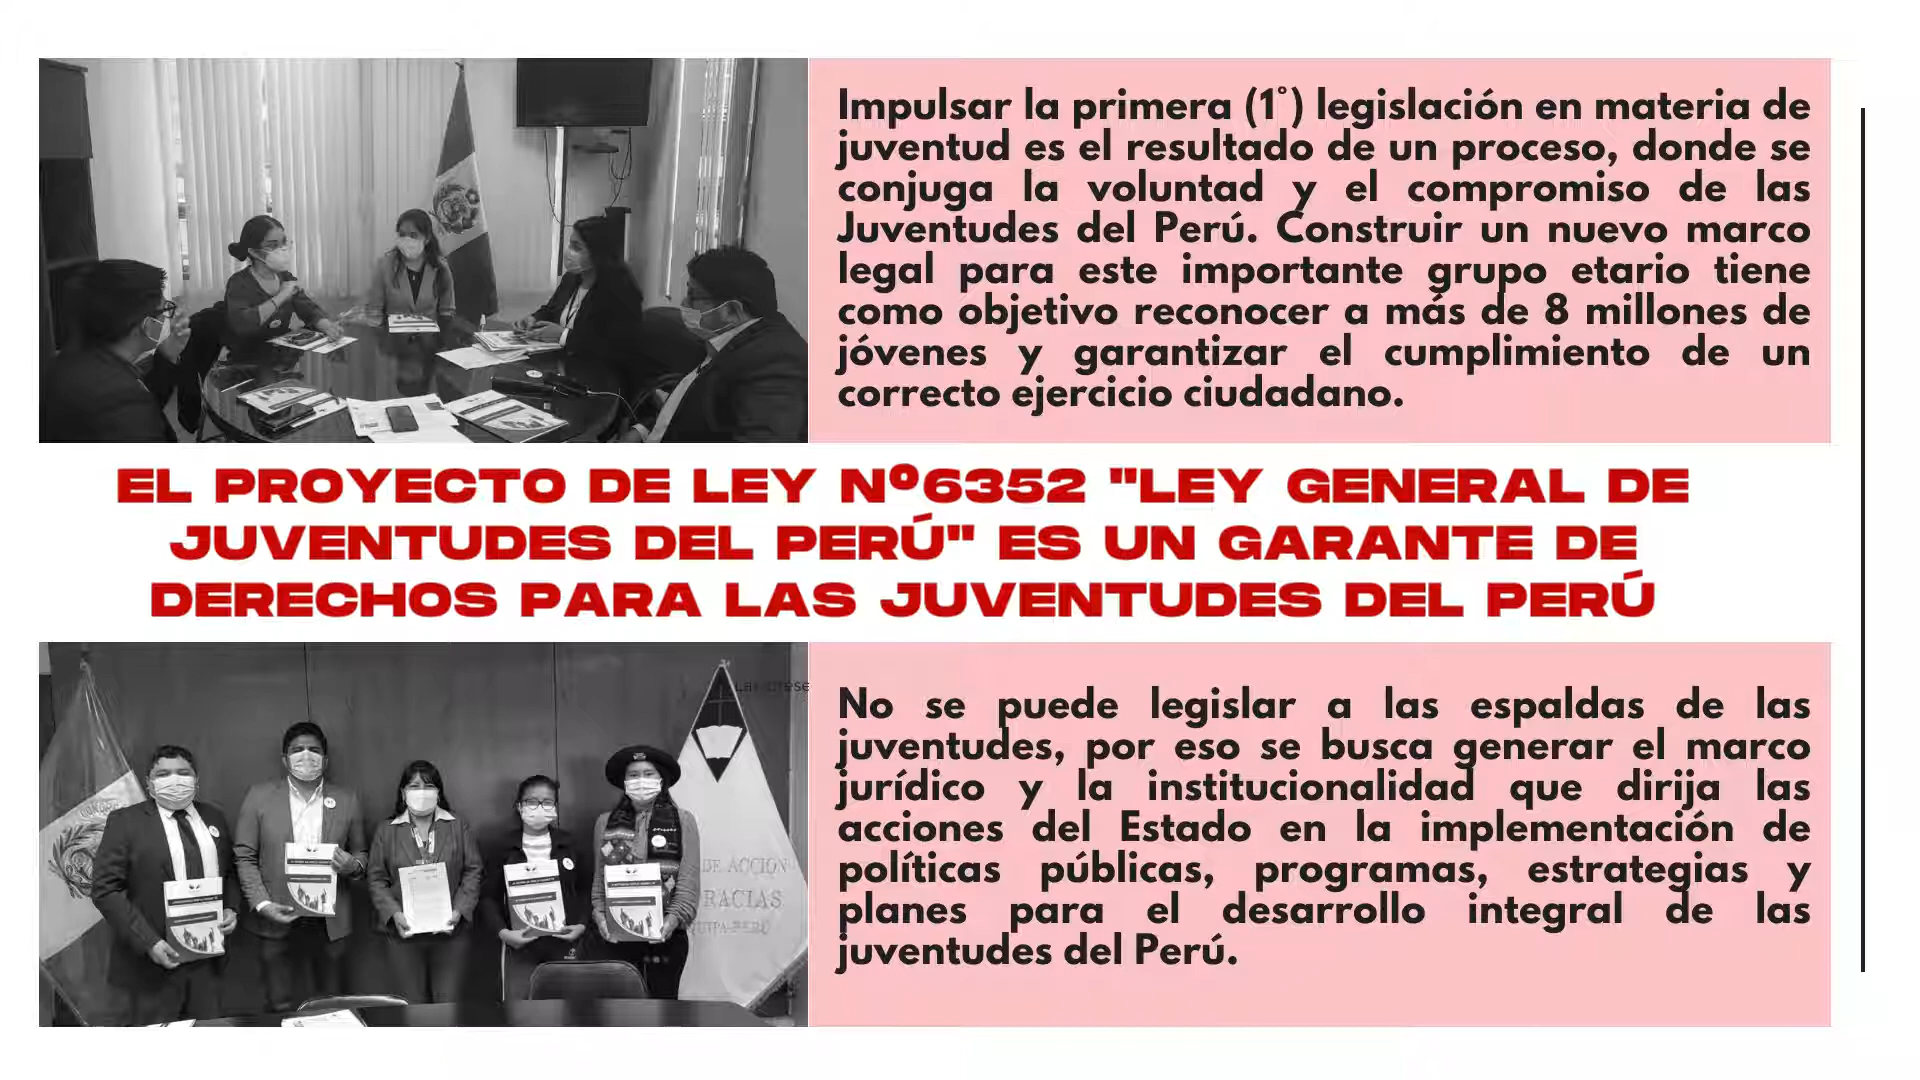 Impulsar la primera (1°) legislación en materia de
juventud es el resultado de un proceso, donde se
conjuga la voluntad y el compromiso de las
Juventudes del Perú. Construir un nuevo marco
legal para este importante grupo etario tiene
como objetivo reconocer a más de 8 millones de
jóvenes y garantizar el cumplimiento de un
correcto ejercicio ciudadano.
EL PROYECTO DE LEY Nº6352 "LEY GENERAL DE
JUVENTUDES DEL PERÚ" ES UN GARANTE DE
DERECHOS PARA LAS JUVENTUDES DEL PERÚ
DE ACCION
No se puede legislar a las espaldas de las
juventudes, por eso se busca generar el marco
jurídico y la institucionalidad que dirija las
acciones del Estado en la implementación de
políticas públicas, programas, estrategias y
planes para el desarrollo integral de las
juventudes del Perú.